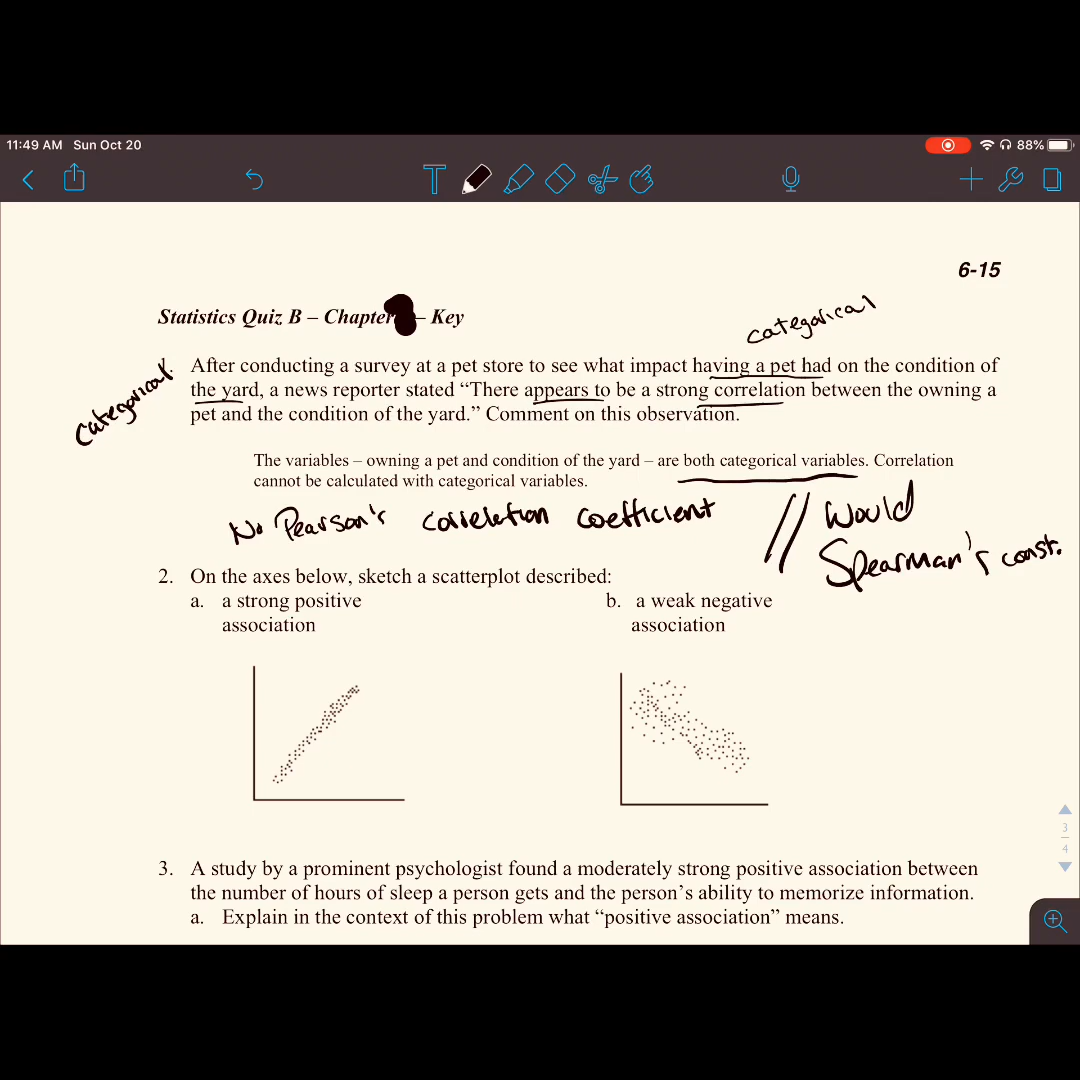 11:49 AM Sun Oct 20
88%
T
6-15
Statistics Quiz B – Chapter – Key
categorical
1. After conducting a survey at a pet store to see what impact having a pet had on the condition of
the yard, a news reporter stated “There appears to be a strong correlation between the owning a
pet and the condition of the yard.” Comment on this observation.
categorical
The variables – owning a pet and condition of the yard – are both categorical variables. Correlation
cannot be calculated with categorical variables.
No Pearson's correlation coefficient // Would
Spearman's const.
2. On the axes below, sketch a scatterplot described:
a. a strong positive
association
b. a weak negative
association
3
4
3. A study by a prominent psychologist found a moderately strong positive association between
the number of hours of sleep a person gets and the person’s ability to memorize information.
a. Explain in the context of this problem what “positive association” means.